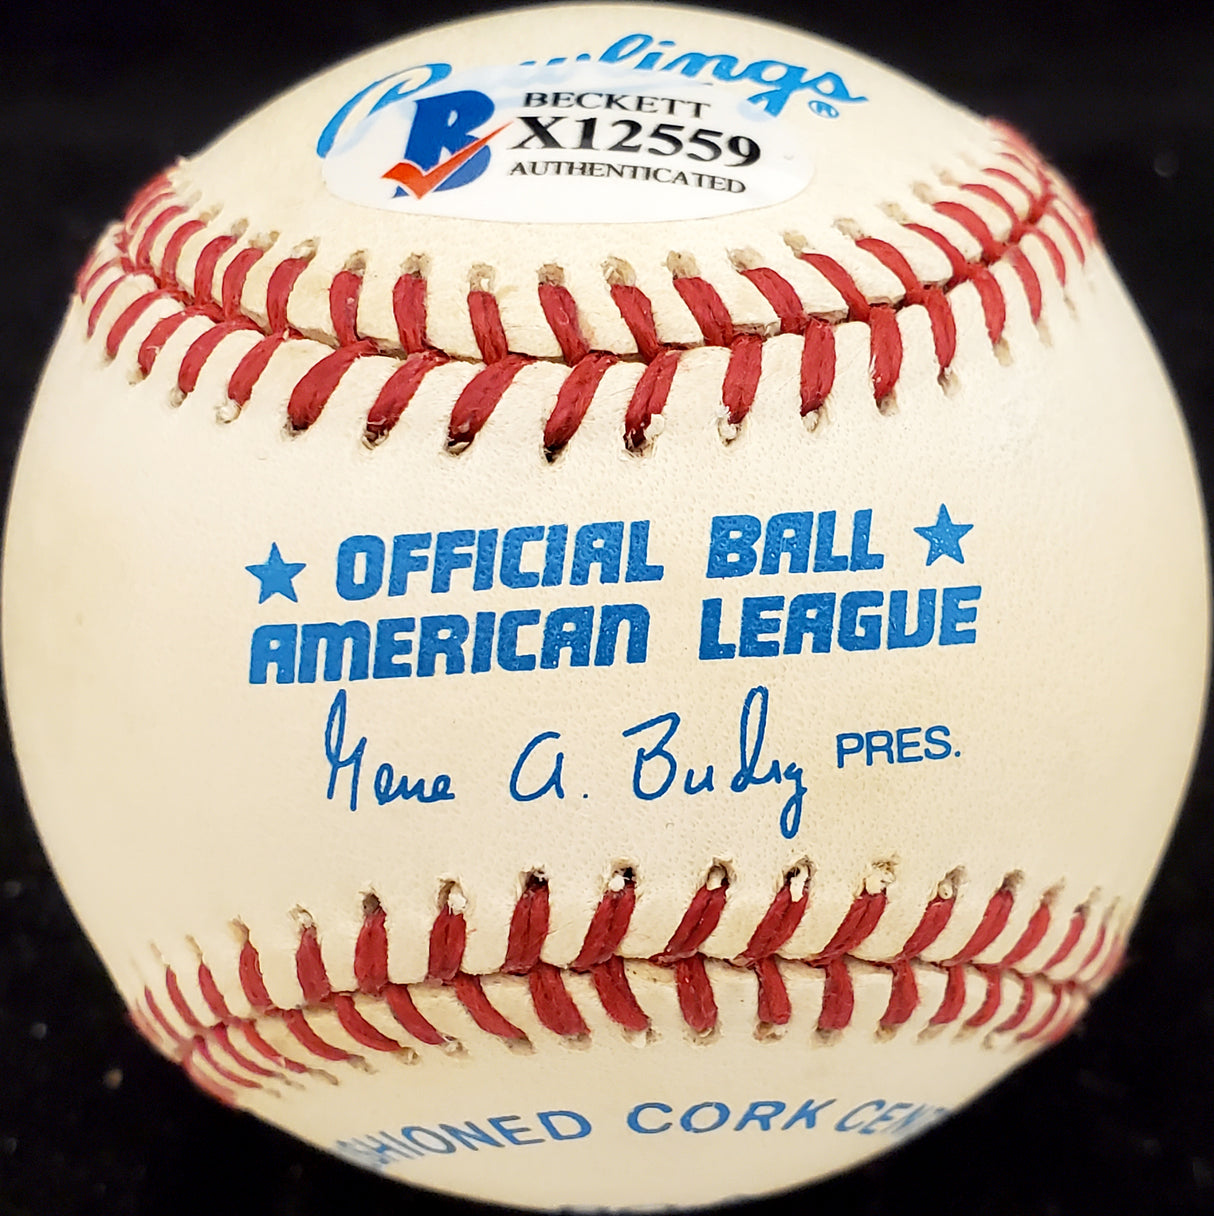 Rawlings ®
B BECKETT
X12559
AUTHENTICATED
★ OFFICIAL BALL ★
AMERICAN LEAGUE
Gene A. Budig PRES.
SHIONED CORK CEN